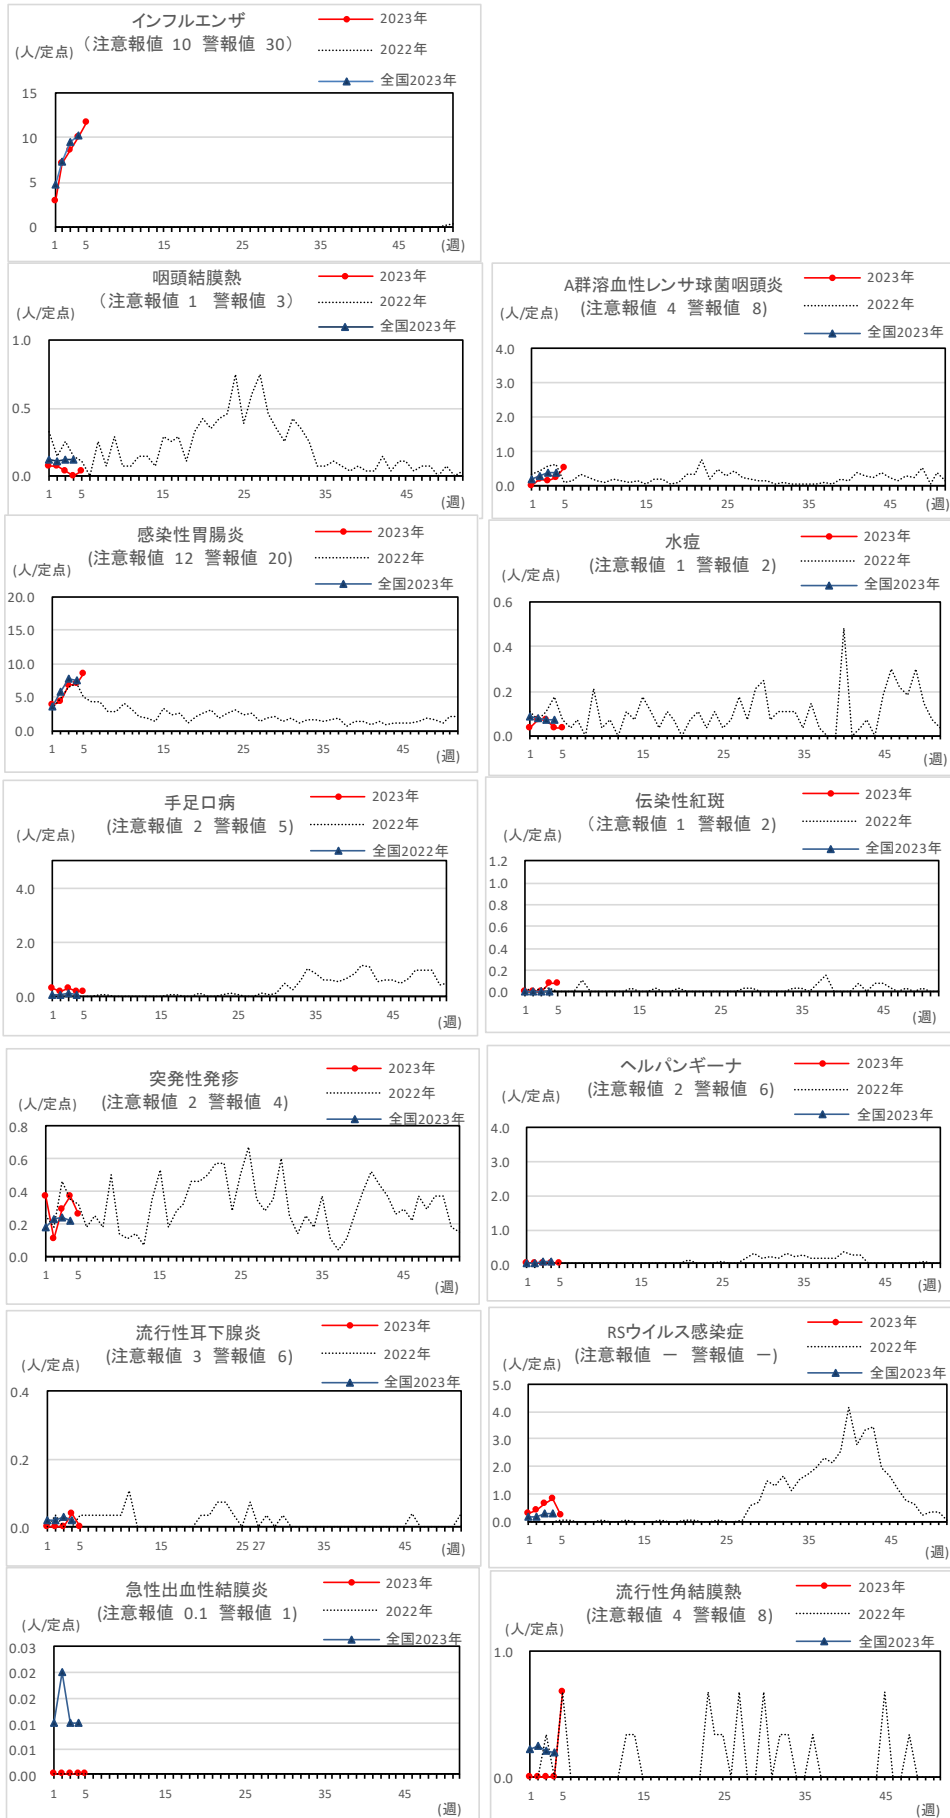 インフルエンザ
（注意報値 10 警報値 30）
(人/定点)
2023年
2022年
全国2023年
15
10
5
0
1 5 15 25 35 45
(週)
咽頭結膜熱
（注意報値 1 警報値 3）
(人/定点)
2023年
2022年
全国2023年
1.0
0.5
0.0
1 5 15 25 35 45
(週)
A群溶血性レンサ球菌咽頭炎
(注意報値 4 警報値 8)
(人/定点)
2023年
2022年
全国2023年
4.0
3.0
2.0
1.0
0.0
1 5 15 25 35 45
(週)
感染性胃腸炎
(注意報値 12 警報値 20)
(人/定点)
2023年
2022年
全国2023年
20.0
15.0
10.0
5.0
0.0
1 5 15 25 35 45
(週)
水痘
(注意報値 1 警報値 2)
(人/定点)
2023年
2022年
全国2023年
0.6
0.4
0.2
0.0
1 5 15 25 35 45
(週)
手足口病
(注意報値 2 警報値 5)
(人/定点)
2023年
2022年
全国2022年
4.0
2.0
0.0
1 5 15 25 35 45
(週)
伝染性紅斑
（注意報値 1 警報値 2）
(人/定点)
2023年
2022年
全国2023年
1.2
1.0
0.8
0.6
0.4
0.2
0.0
1 5 15 25 35 45
(週)
突発性発疹
(注意報値 2 警報値 4)
(人/定点)
2023年
2022年
全国2023年
0.8
0.6
0.4
0.2
0.0
1 5 15 25 35 45
(週)
ヘルパンギーナ
(注意報値 2 警報値 6)
(人/定点)
2023年
2022年
全国2023年
4.0
3.0
2.0
1.0
0.0
1 5 15 25 35 45
(週)
流行性耳下腺炎
(注意報値 3 警報値 6)
(人/定点)
2023年
2022年
全国2023年
0.4
0.2
0.0
1 5 15 25 27 35 45
(週)
RSウイルス感染症
(注意報値 － 警報値 －)
(人/定点)
2023年
2022年
全国2023年
5.0
4.0
3.0
2.0
1.0
0.0
1 5 15 25 35 45
(週)
急性出血性結膜炎
(注意報値 0.1 警報値 1)
(人/定点)
2023年
2022年
全国2023年
0.03
0.02
0.02
0.01
0.01
0.00
1 5 15 25 35 45
(週)
流行性角結膜熱
(注意報値 4 警報値 8)
(人/定点)
2023年
2022年
全国2023年
1.0
0.0
1 5 15 25 35 45
(週)